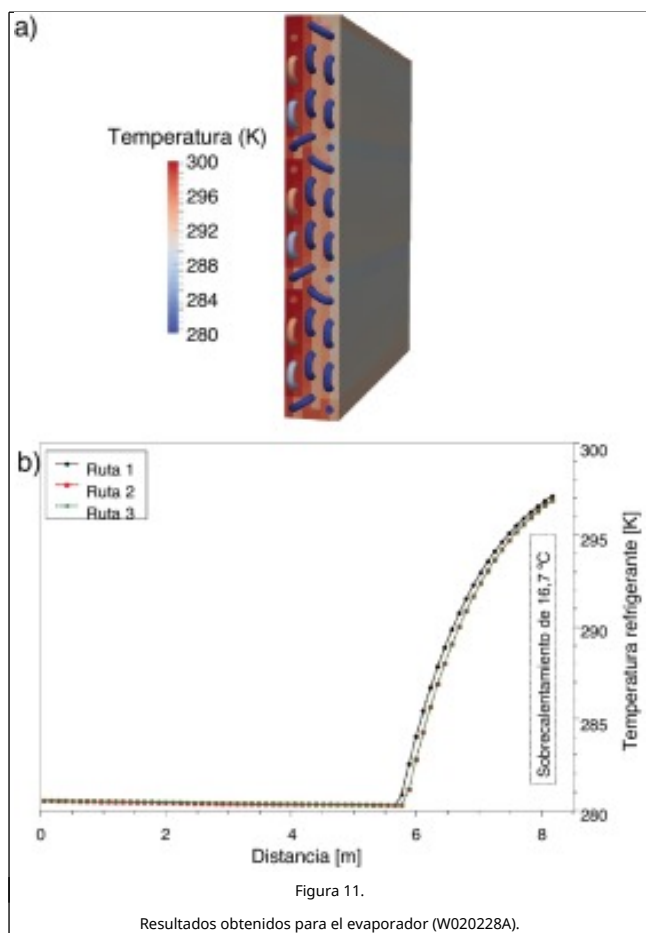 a)
Temperatura (K)
300
296
292
288
284
280
b)
Ruta 1
Ruta 2
Ruta 3
300
295
290
285
280
Temperatura refrigerante [K]
Sobrecalentamiento de 16,7 ºC
0 2 4 6 8
Distancia [m]
Figura 11.
Resultados obtenidos para el evaporador (W020228A).